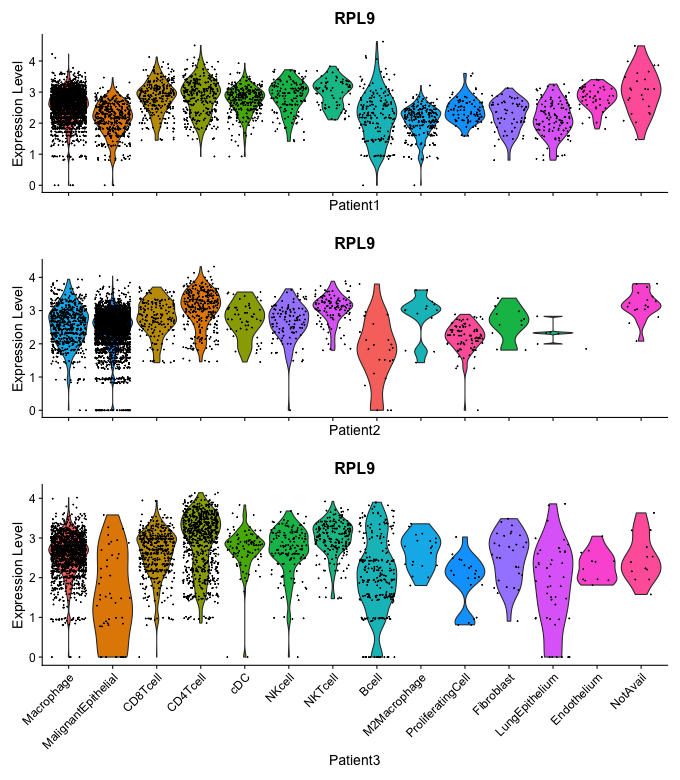 RPL9
Expression Level
4
3
2
1
0
Patient1
RPL9
Expression Level
4
3
2
1
0
Patient2
RPL9
Expression Level
4
3
2
1
0
Macrophage
MalignantEpithelial
CD8Tcell
CD4Tcell
cDC
NKcell
NKTcell
Bcell
M2Macrophage
ProliferatingCell
Fibroblast
LungEpithelium
Endothelium
NotAvail
Patient3